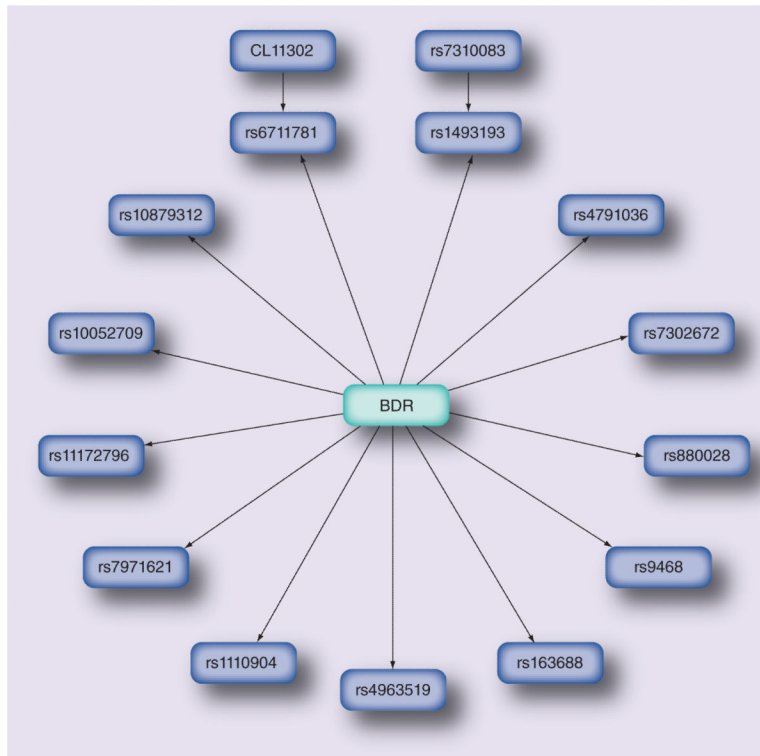 CL11302
rs7310083
rs6711781
rs1493193
rs10879312
rs4791036
rs10052709
rs7302672
BDR
rs11172796
rs880028
rs7971621
rs9468
rs1110904
rs163688
rs4963519